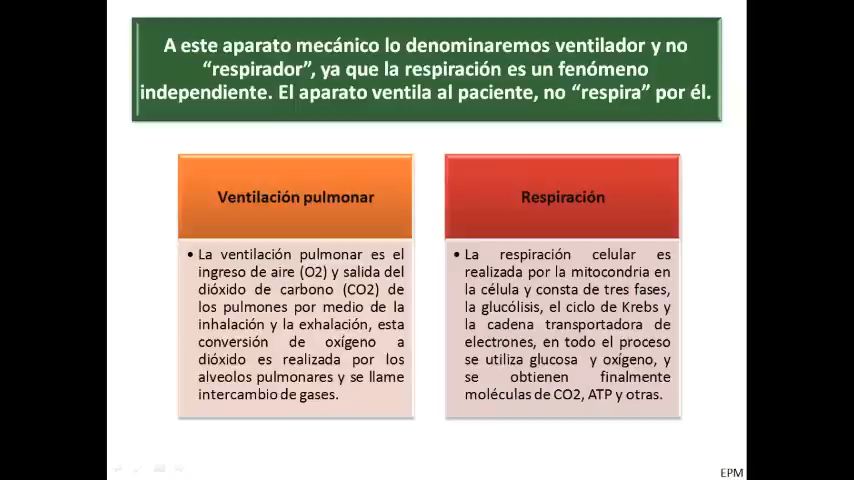 A este aparato mecánico lo denominaremos ventilador y no
“respirador”, ya que la respiración es un fenómeno
independiente. El aparato ventila al paciente, no “respira” por él.
Ventilación pulmonar
• La ventilación pulmonar es el
ingreso de aire (O2) y salida del
dióxido de carbono (CO2) de
los pulmones por medio de la
inhalación y la exhalación, esta
conversión de oxígeno a
dióxido es realizada por los
alveolos pulmonares y se llame
intercambio de gases.
Respiración
• La respiración celular es
realizada por la mitocondria en
la célula y consta de tres fases,
la glucólisis, el ciclo de Krebs y
la cadena transportadora de
electrones, en todo el proceso
se utiliza glucosa y oxígeno, y
se obtienen finalmente
moléculas de CO2, ATP y otras.
EPM